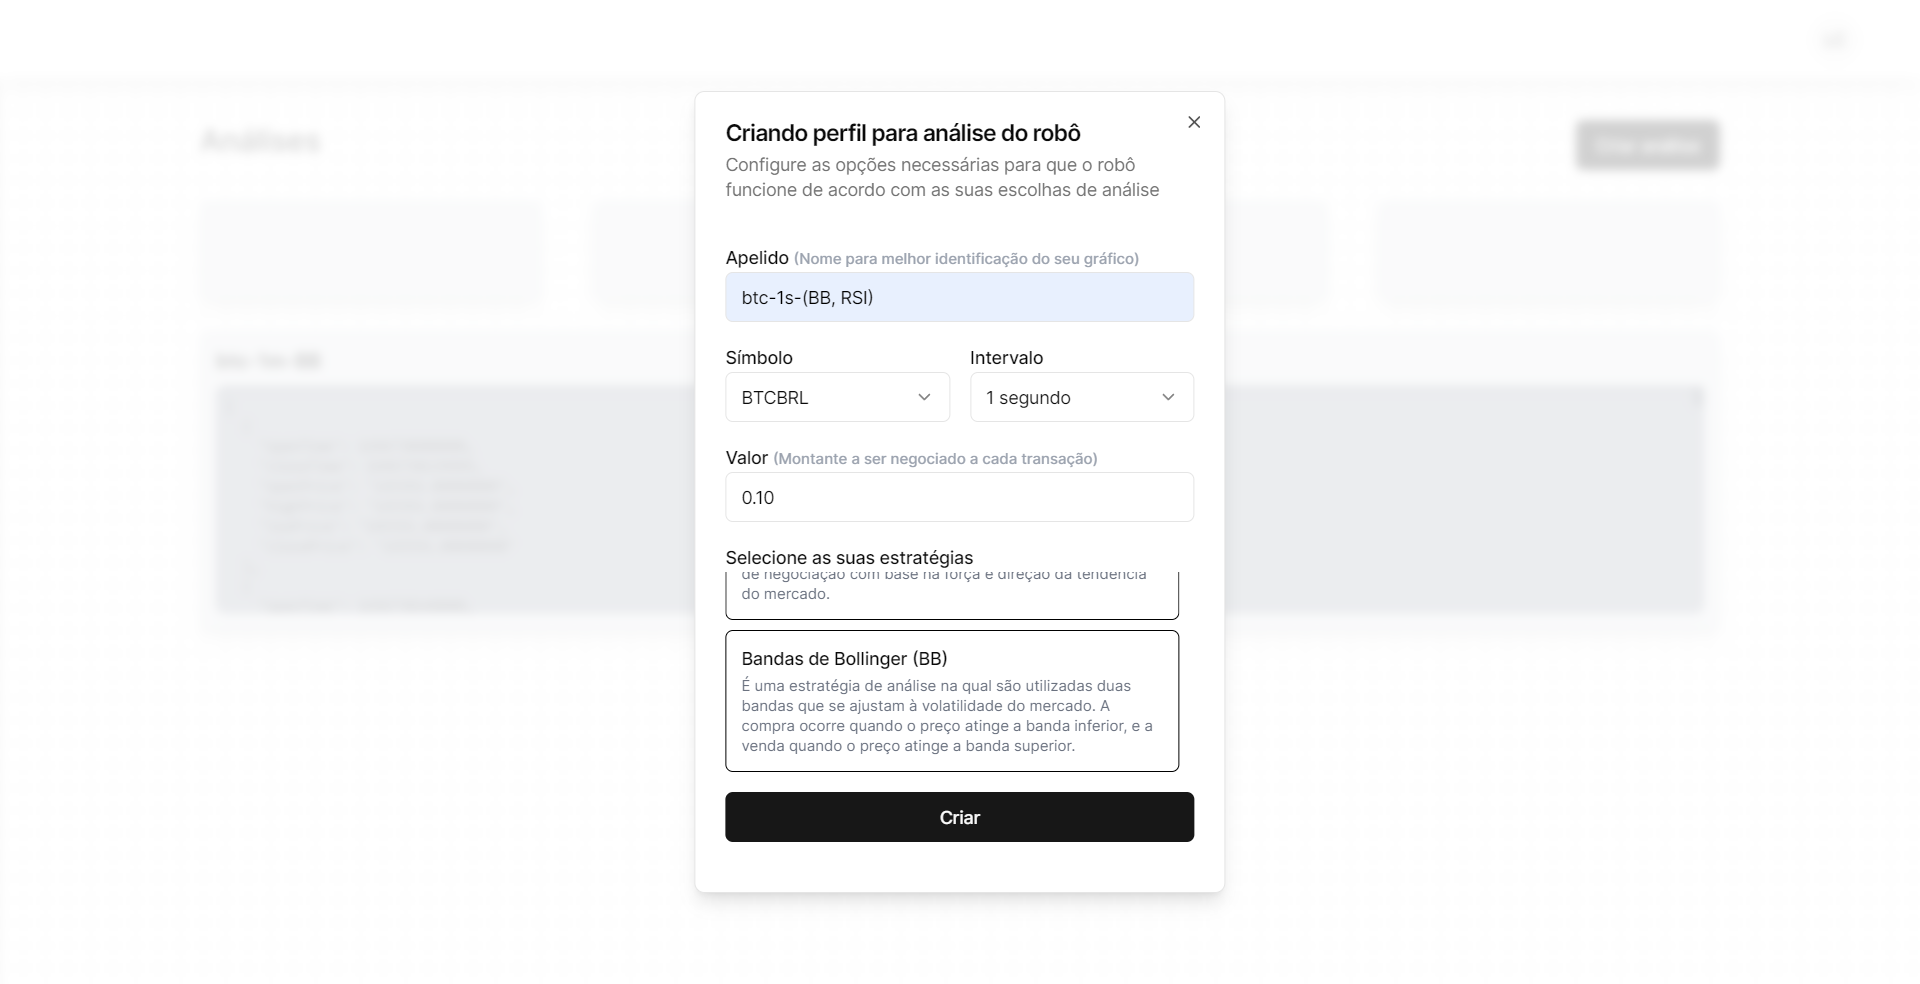 Análises
Criando perfil para análise do robô
Configure as opções necessárias para que o robô
funcione de acordo com as suas escolhas de análise
Apelido (Nome para melhor identificação do seu gráfico)
btc-1s-(BB, RSI)
Símbolo Intervalo
BTCBRL 1 segundo
Valor (Montante a ser negociado a cada transação)
0.10
Selecione as suas estratégias
de negociação com base na força e direção da tendência
do mercado.
Bandas de Bollinger (BB)
É uma estratégia de análise na qual são utilizadas duas
bandas que se ajustam à volatilidade do mercado. A
compra ocorre quando o preço atinge a banda inferior, e a
venda quando o preço atinge a banda superior.
Criar